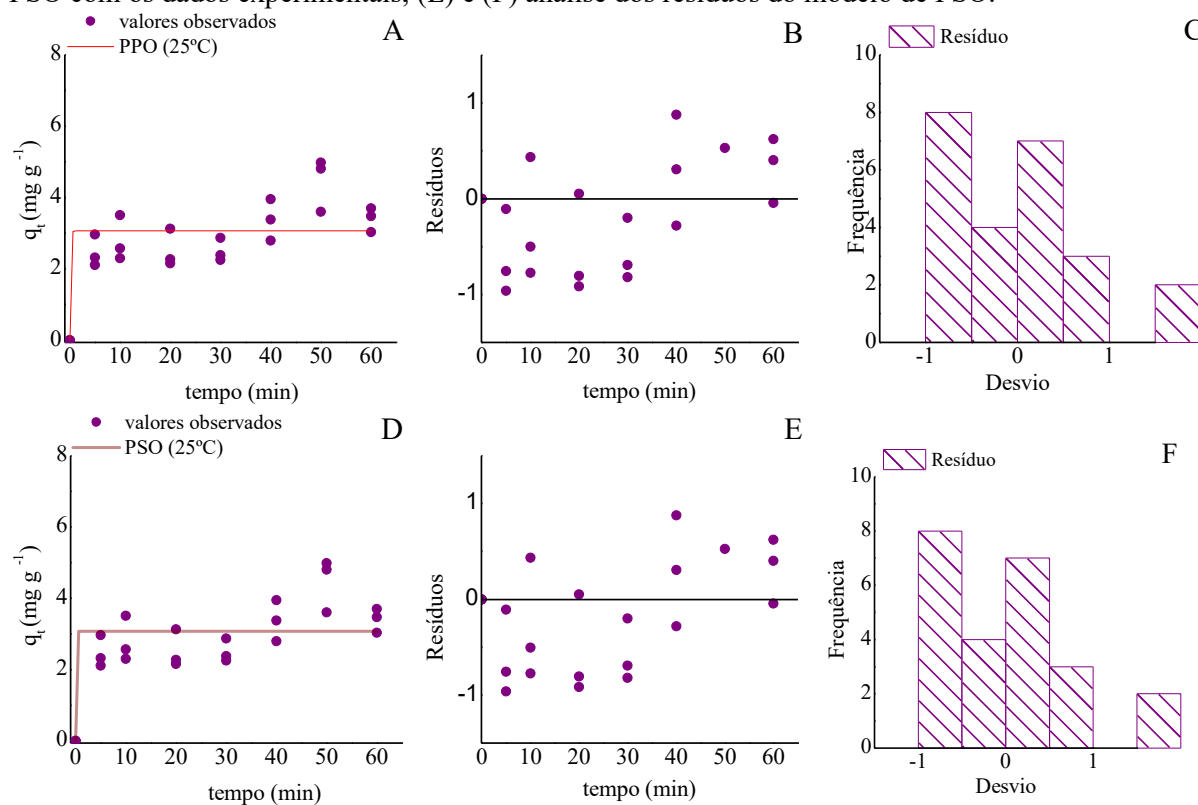 PSO com os dados experimentais; (E) e (F) análise dos resíduos do modelo de PSO.
valores observados
PPO (25ºC)
A
8
6
4
2
0
qt (mg g -1)
0 10 20 30 40 50 60
tempo (min)
B
1
0
-1
Resíduos
0 10 20 30 40 50 60
tempo (min)
Resíduo
C
10
8
6
4
2
0
Frequência
-1 0 1
Desvio
valores observados
PSO (25ºC)
D
8
6
4
2
0
qt (mg g -1)
0 10 20 30 40 50 60
tempo (min)
E
1
0
-1
Resíduos
0 10 20 30 40 50 60
tempo (min)
Resíduo
F
10
8
6
4
2
0
Frequência
-1 0 1
Desvio